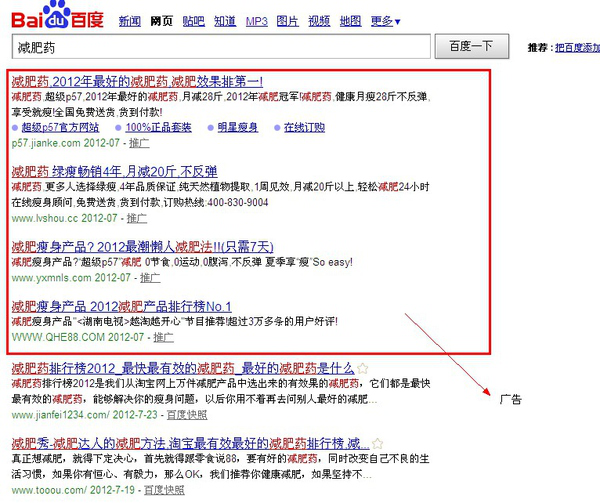 Baidu百度 新闻 网页 贴吧 知道 MP3 图片 视频 地图 更多▼
减肥药 百度一下 推荐：把百度添加
减肥药,2012年最好的减肥药,减肥效果排第一!
减肥药,超级p57,2012年最好的减肥药,月减28斤,2012年减肥冠军!减肥药,健康月瘦28斤不反弹,
享受就瘦!全国免费送货,货到付款!
超级p57官方网站 100%正品套装 明星瘦身 在线订购
p57.jianke.com 2012-07 - 推广
减肥药 绿瘦畅销4年,月减20斤,不反弹
减肥药,更多人选择绿瘦,4年品质保证,纯天然植物提取,1周见效,月减20斤以上,轻松减肥24小时
在线瘦身顾问,免费送货,货到付款,订购热线:400-830-9004
www.lvshou.cc 2012-07 - 推广
减肥瘦身产品? 2012最潮懒人减肥法!!(只需7天)
减肥瘦身产品?"超级p57"减肥 0节食,0运动,0腹泻,不反弹 夏季享"瘦"So easy!
www.yxmnls.com 2012-07 - 推广
减肥瘦身产品 2012减肥产品排行榜No.1
减肥瘦身产品"<湖南电视>越淘越开心"节目推荐!超过3万多条的用户好评!
WWW.QHE88.COM 2012-07 - 推广
减肥药排行榜2012_最快最有效的减肥药_最好的减肥药是什么
减肥药排行榜2012是我们从淘宝网上万件减肥产品中选出来的有效果的减肥药，它们都是最快
最有效的减肥药，能够解决你的瘦身问题，以后你用不着再去问别人最好的减肥...
www.jianfei1234.com/ 2012-7-23 - 百度快照
广告
减肥秀-减肥达人的减肥方法,淘宝最有效最好的减肥药排行榜,减...
真正想减肥，就得下定决心，首先就得跟零食说88，要有好的减肥药，同时改变自己不良的生
活习惯，如果你有恒心、有毅力，那么OK，我们推荐你健康减肥，如果坚持不...
www.tooou.com/ 2012-7-19 - 百度快照